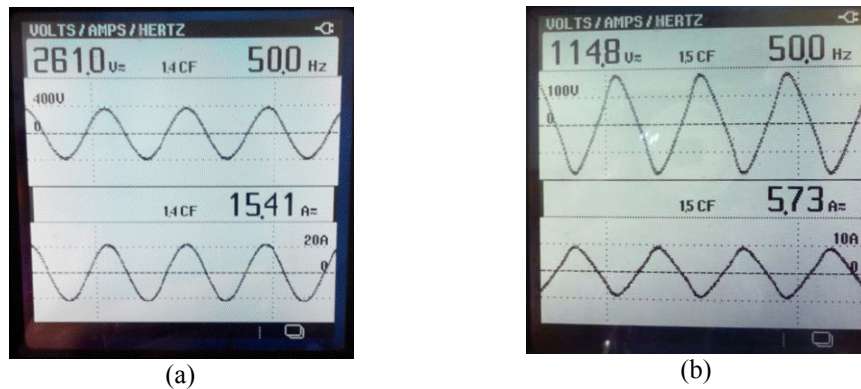 VOLTS/AMPS/HERTZ
261.0 V≂ 1.4 CF 50.0 Hz
400V
0
1.4 CF 15.41 A≂
20A
0
(a)
VOLTS/AMPS/HERTZ
114.8 V≂ 1.5 CF 50.0 Hz
100V
0
1.5 CF 5.73 A≂
10A
0
(b)